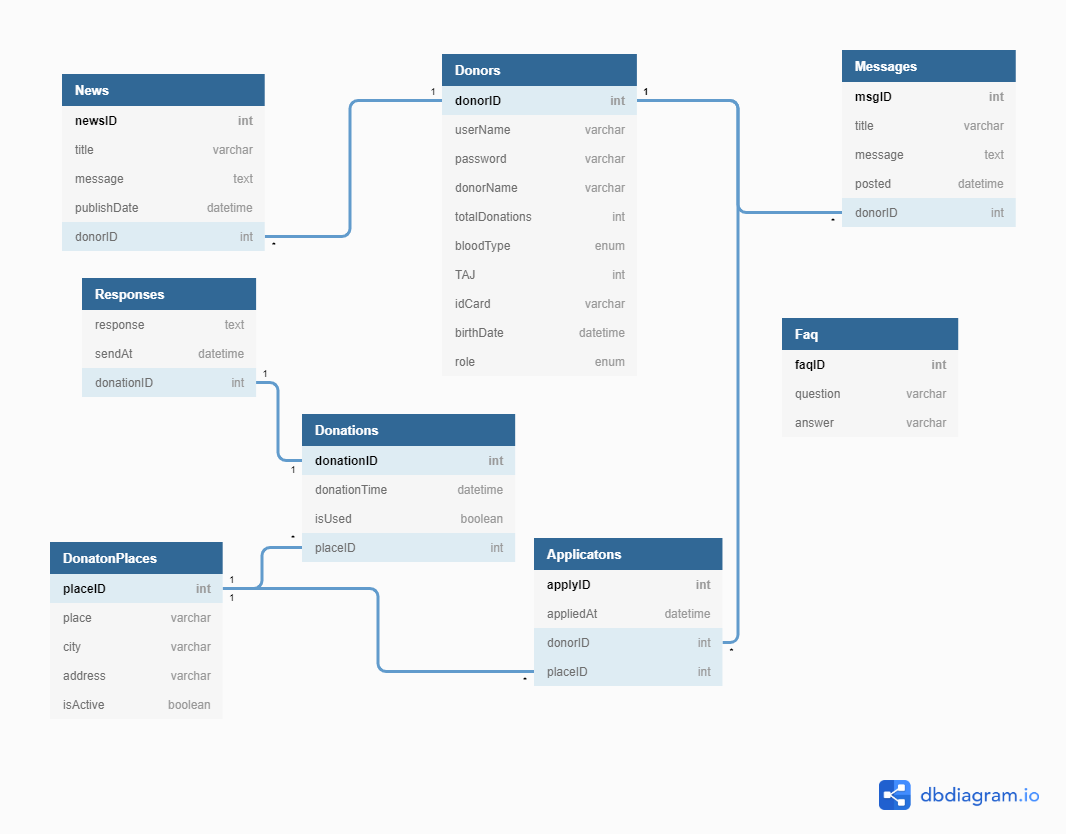 News
newsID int
title varchar
message text
publishDate datetime
donorID int
*
Responses
response text
sendAt datetime
donationID int
1
Donors
1
donorID int
1
userName varchar
password varchar
donorName varchar
totalDonations int
bloodType enum
TAJ int
idCard varchar
birthDate datetime
role enum
Messages
msgID int
title varchar
message text
posted datetime
donorID int
*
Faq
faqID int
question varchar
answer varchar
Donations
donationID int
1
donationTime datetime
isUsed boolean
*
placeID int
DonatonPlaces
placeID int
1
1
place varchar
city varchar
address varchar
isActive boolean
Applicatons
applyID int
appliedAt datetime
donorID int
*
placeID int
*
dbdiagram.io